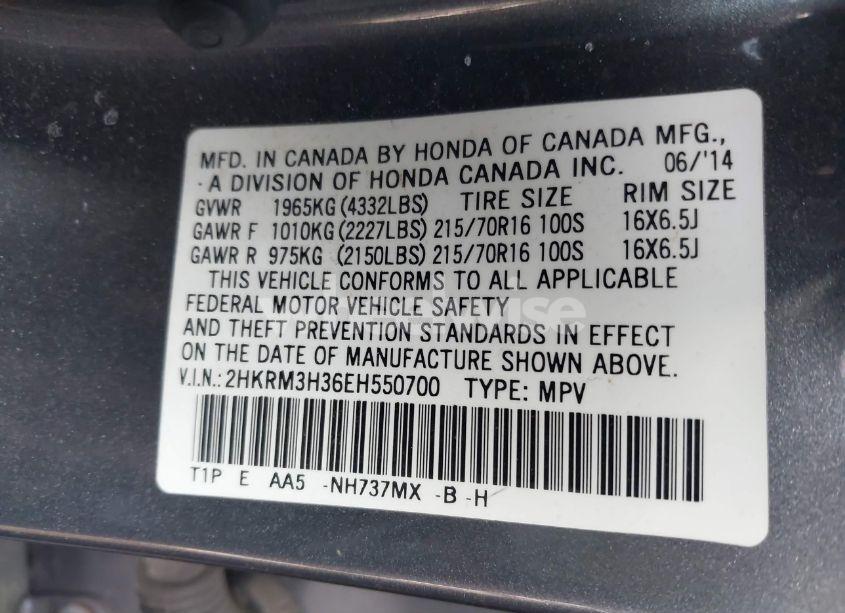 MFD. IN CANADA BY HONDA OF CANADA MFG.,
A DIVISION OF HONDA CANADA INC. 06/'14
GVWR 1965KG (4332LBS) TIRE SIZE RIM SIZE
GAWR F 1010KG (2227LBS) 215/70R16 100S 16X6.5J
GAWR R 975KG (2150LBS) 215/70R16 100S 16X6.5J
THIS VEHICLE CONFORMS TO ALL APPLICABLE
FEDERAL MOTOR VEHICLE SAFETY
AND THEFT PREVENTION STANDARDS IN EFFECT
ON THE DATE OF MANUFACTURE SHOWN ABOVE.
V.I.N.: 2HKRM3H36EH550700 TYPE: MPV
T1P E AA5 -NH737MX -B -H